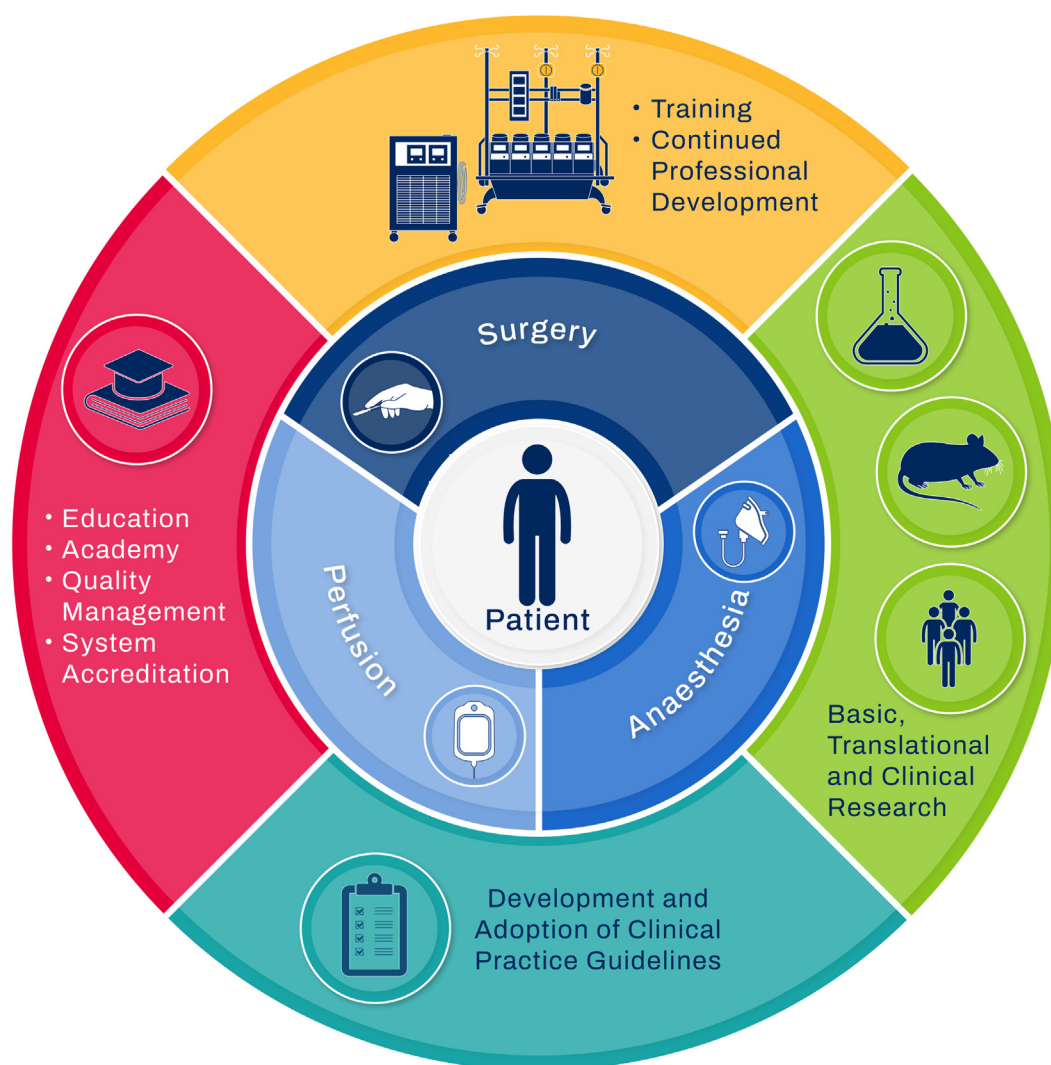 • Training
• Continued
Professional
Development
Surgery
Patient
Perfusion
Anaesthesia
• Education
• Academy
• Quality
Management
• System
Accreditation
Basic,
Translational
and Clinical
Research
Development and
Adoption of Clinical
Practice Guidelines